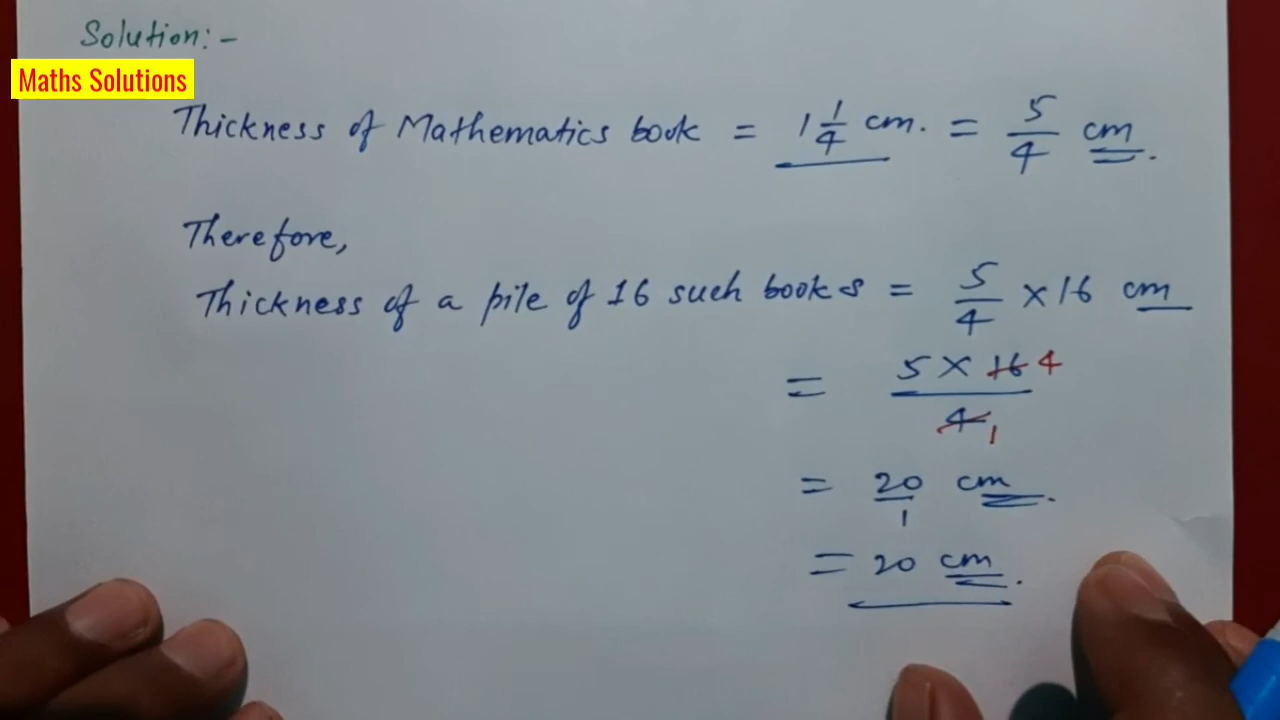 Solution:-
Maths Solutions
Thickness of Mathematics book = 1 1/4 cm. = 5/4 cm.
Therefore,
Thickness of a pile of 16 such books = 5/4 × 16 cm
= 5 × 16 4 / 4 1
= 20/1 cm.
= 20 cm.